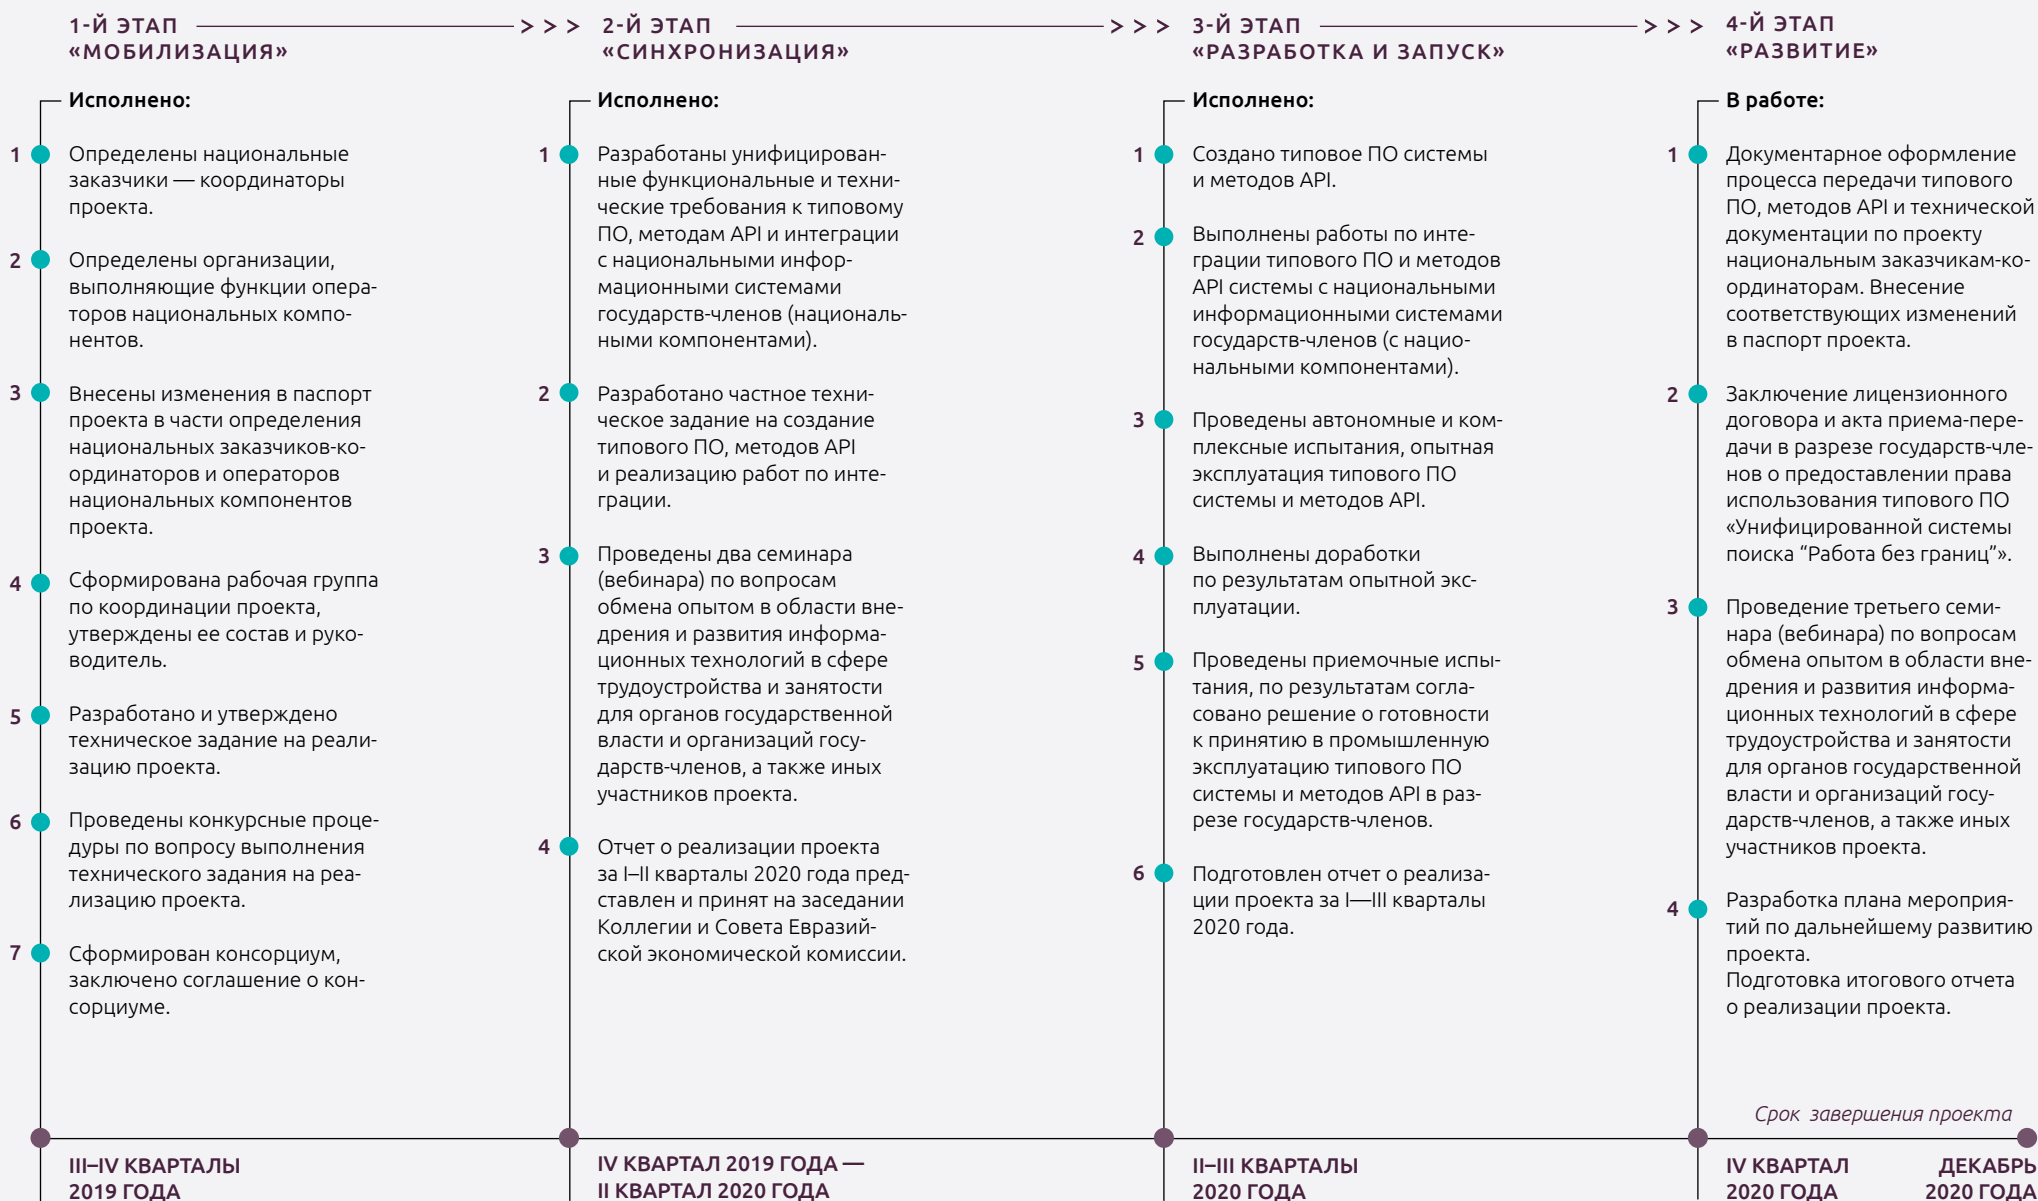 1-Й ЭТАП
«МОБИЛИЗАЦИЯ»
Исполнено:
1
Определены национальные
заказчики — координаторы
проекта.
2
Определены организации,
выполняющие функции опера-
торов национальных компо-
нентов.
3
Внесены изменения в паспорт
проекта в части определения
национальных заказчиков-ко-
ординаторов и операторов
национальных компонентов
проекта.
4
Сформирована рабочая группа
по координации проекта,
утверждены ее состав и руко-
водитель.
5
Разработано и утверждено
техническое задание на реали-
зацию проекта.
6
Проведены конкурсные проце-
дуры по вопросу выполнения
технического задания на реа-
лизацию проекта.
7
Сформирован консорциум,
заключено соглашение о кон-
сорциуме.
III–IV КВАРТАЛЫ
2019 ГОДА
2-Й ЭТАП
«СИНХРОНИЗАЦИЯ»
Исполнено:
1
Разработаны унифицирован-
ные функциональные и техни-
ческие требования к типовому
ПО, методам API и интеграции
с национальными инфор-
мационными системами
государств-членов (националь-
ными компонентами).
2
Разработано частное техни-
ческое задание на создание
типового ПО, методов API
и реализацию работ по инте-
грации.
3
Проведены два семинара
(вебинара) по вопросам
обмена опытом в области вне-
дрения и развития информа-
ционных технологий в сфере
трудоустройства и занятости
для органов государственной
власти и организаций госу-
дарств-членов, а также иных
участников проекта.
4
Отчет о реализации проекта
за I–II кварталы 2020 года пред-
ставлен и принят на заседании
Коллегии и Совета Евразий-
ской экономической комиссии.
IV КВАРТАЛ 2019 ГОДА —
II КВАРТАЛ 2020 ГОДА
3-Й ЭТАП
«РАЗРАБОТКА И ЗАПУСК»
Исполнено:
1
Создано типовое ПО системы
и методов API.
2
Выполнены работы по инте-
грации типового ПО и методов
API системы с национальными
информационными системами
государств-членов (с нацио-
нальными компонентами).
3
Проведены автономные и ком-
плексные испытания, опытная
эксплуатация типового ПО
системы и методов API.
4
Выполнены доработки
по результатам опытной экс-
плуатации.
5
Проведены приемочные испы-
тания, по результатам согла-
совано решение о готовности
к принятию в промышленную
эксплуатацию типового ПО
системы и методов API в раз-
резе государств-членов.
6
Подготовлен отчет о реализа-
ции проекта за I—III кварталы
2020 года.
II–III КВАРТАЛЫ
2020 ГОДА
4-Й ЭТАП
«РАЗВИТИЕ»
В работе:
1
Документарное оформление
процесса передачи типового
ПО, методов API и технической
документации по проекту
национальным заказчикам-ко-
ординаторам. Внесение
соответствующих изменений
в паспорт проекта.
2
Заключение лицензионного
договора и акта приема-пере-
дачи в разрезе государств-чле-
нов о предоставлении права
использования типового ПО
«Унифицированной системы
поиска “Работа без границ”».
3
Проведение третьего семи-
нара (вебинара) по вопросам
обмена опытом в области вне-
дрения и развития информа-
ционных технологий в сфере
трудоустройства и занятости
для органов государственной
власти и организаций госу-
дарств-членов, а также иных
участников проекта.
4
Разработка плана мероприя-
тий по дальнейшему развитию
проекта.
Подготовка итогового отчета
о реализации проекта.
Срок завершения проекта
IV КВАРТАЛ
2020 ГОДА
ДЕКАБРЬ
2020 ГОДА